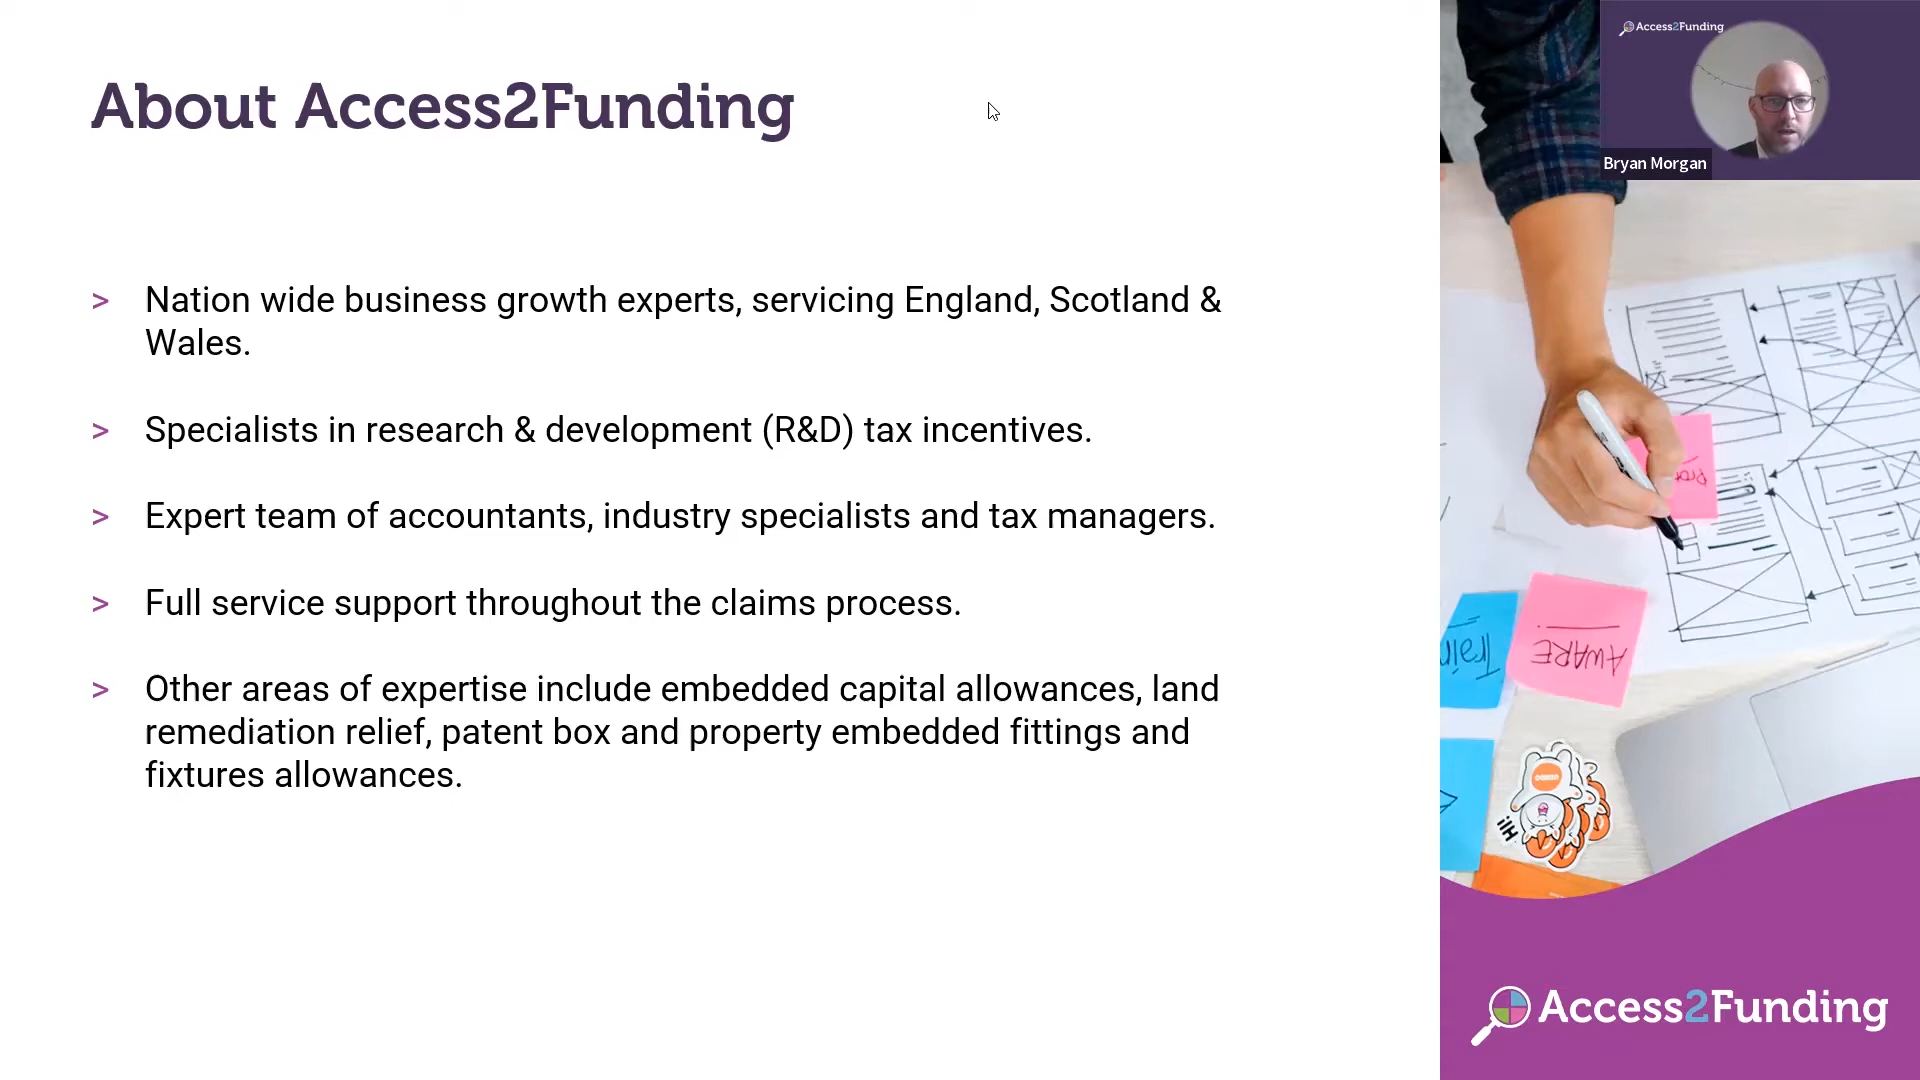 About Access2Funding
Access2Funding
Bryan Morgan
> Nation wide business growth experts, servicing England, Scotland &
Wales.
> Specialists in research & development (R&D) tax incentives.
> Expert team of accountants, industry specialists and tax managers.
> Full service support throughout the claims process.
> Other areas of expertise include embedded capital allowances, land
remediation relief, patent box and property embedded fittings and
fixtures allowances.
AWARE
Hi!
Access2Funding